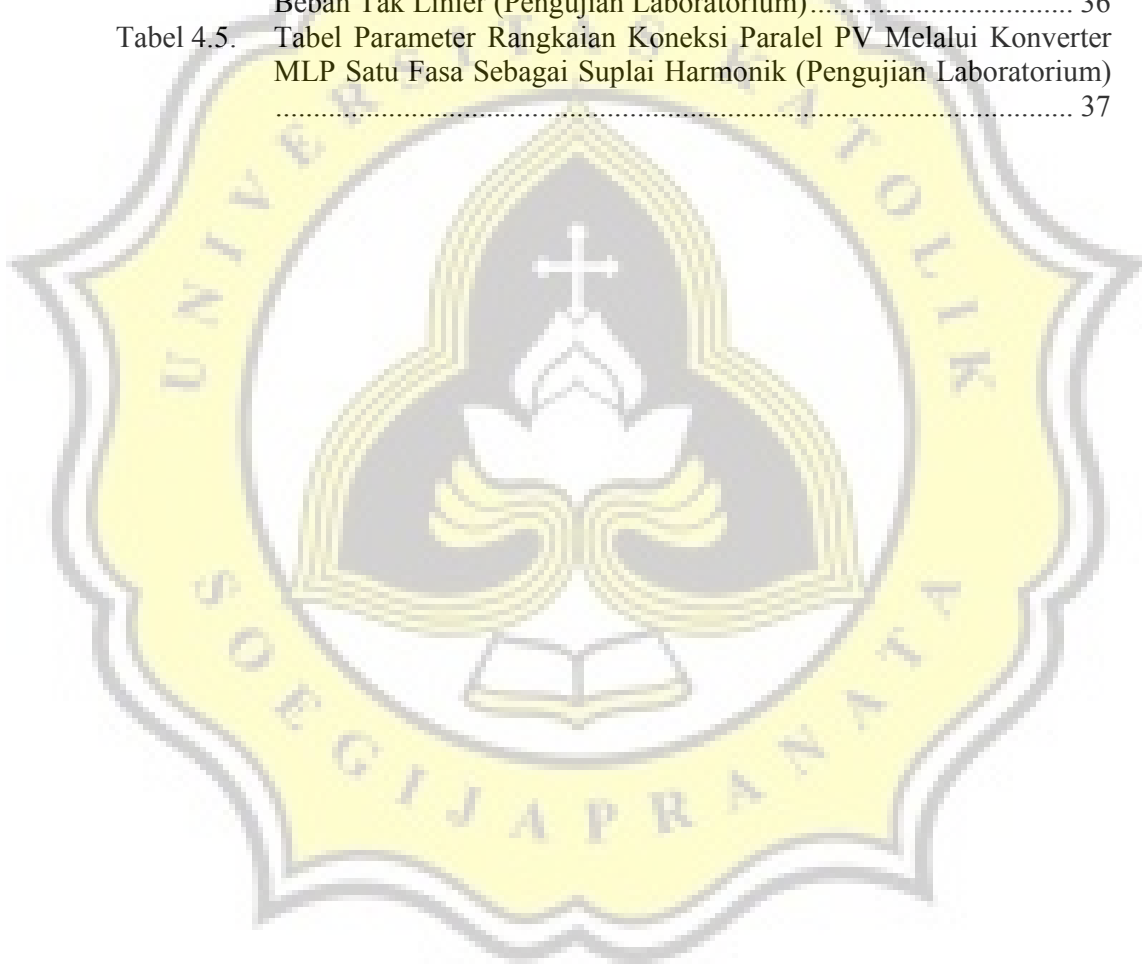 Beban Tak Linier (Pengujian Laboratorium).................................. 36
Tabel 4.5. Tabel Parameter Rangkaian Koneksi Paralel PV Melalui Konverter
MLP Satu Fasa Sebagai Suplai Harmonik (Pengujian Laboratorium)
..................................................................................................... 37
UNIVERSITAS KATOLIK
SOEGIJAPRANATA